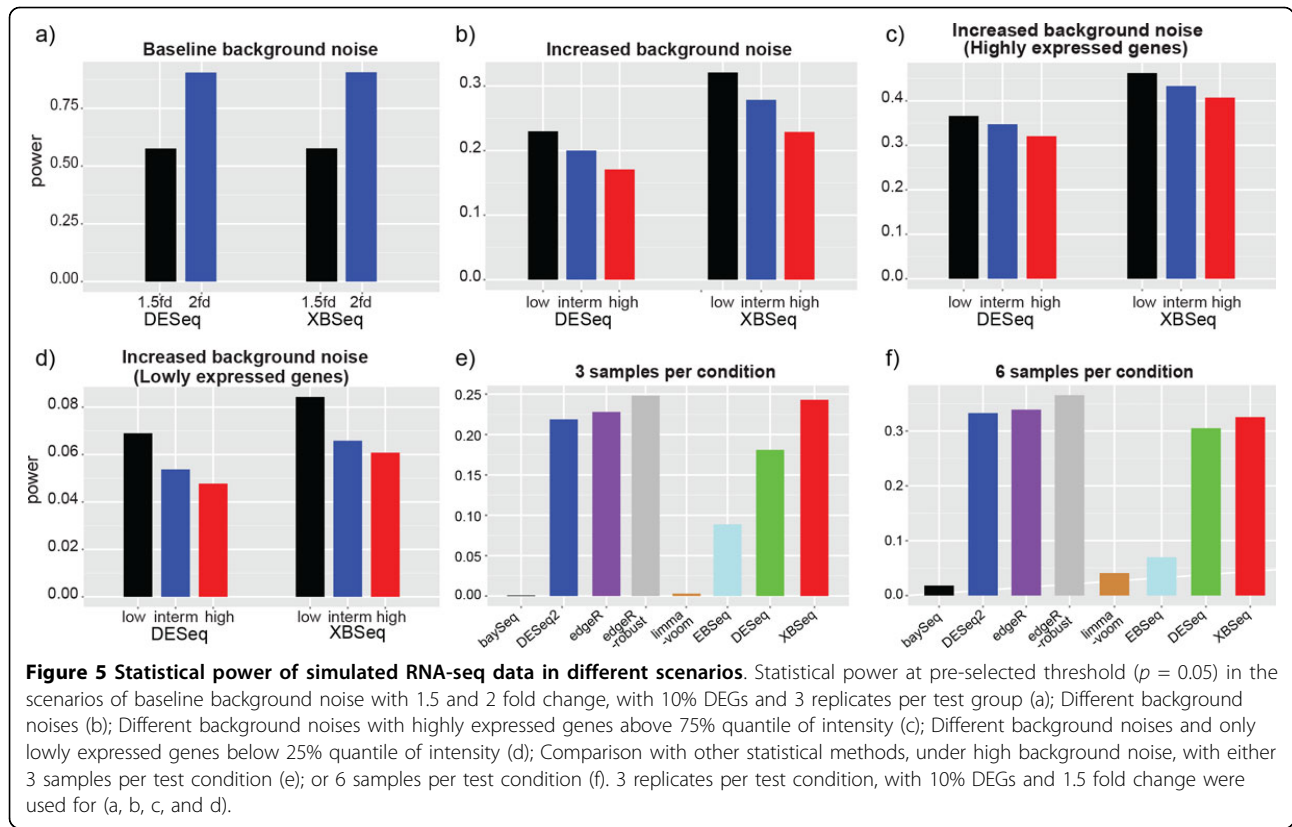 a)
Baseline background noise
power
0.75
0.50
0.25
0.00
1.5fd 2fd 1.5fd 2fd
DESeq XBSeq
b)
Increased background noise
0.3
0.2
0.1
0.0
low interm high low interm high
DESeq XBSeq
c)
Increased background noise
(Highly expressed genes)
0.4
0.3
0.2
0.1
0.0
low interm high low interm high
DESeq XBSeq
d)
Increased background noise
(Lowly expressed genes)
power
0.08
0.06
0.04
0.02
0.00
low interm high low interm high
DESeq XBSeq
e)
3 samples per condition
0.25
0.20
0.15
0.10
0.05
0.00
baySeq DESeq2 edgeR edgeR-robust limma-voom EBSeq DESeq XBSeq
f)
6 samples per condition
0.3
0.2
0.1
0.0
baySeq DESeq2 edgeR edgeR-robust limma-voom EBSeq DESeq XBSeq
Figure 5 Statistical power of simulated RNA-seq data in different scenarios. Statistical power at pre-selected threshold (p = 0.05) in the
scenarios of baseline background noise with 1.5 and 2 fold change, with 10% DEGs and 3 replicates per test group (a); Different background
noises (b); Different background noises with highly expressed genes above 75% quantile of intensity (c); Different background noises and only
lowly expressed genes below 25% quantile of intensity (d); Comparison with other statistical methods, under high background noise, with either
3 samples per test condition (e); or 6 samples per test condition (f). 3 replicates per test condition, with 10% DEGs and 1.5 fold change were
used for (a, b, c, and d).